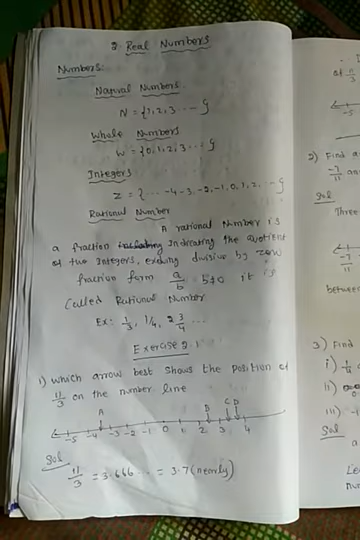 2. Real Numbers
Numbers:
Natural Numbers
N = {1, 2, 3 ... }
Whole Numbers
W = {0, 1, 2, 3 ... }
Integers
Z = { ... -4 -3, -2, -1, 0, 1, 2, ... }
Rational Number
A rational Number is
a fraction indicating the quotient
of two Integers, division by zero
fraction form a/b b≠0 it is
Called Rational Number
Ex: 1/3, 1/4, 2 3/4 ...
Exercise 2.1
1) Which arrow best shows the position of
11/3 on the number line
A B C D
-5 -4 -3 -2 -1 0 1 2 3 4
Sol
11/3 = 3.666... = 3.7 (nearly)
2) Find
Sol
Three
betwee
3) Find
i)
ii)
iii) -1
Sol
a